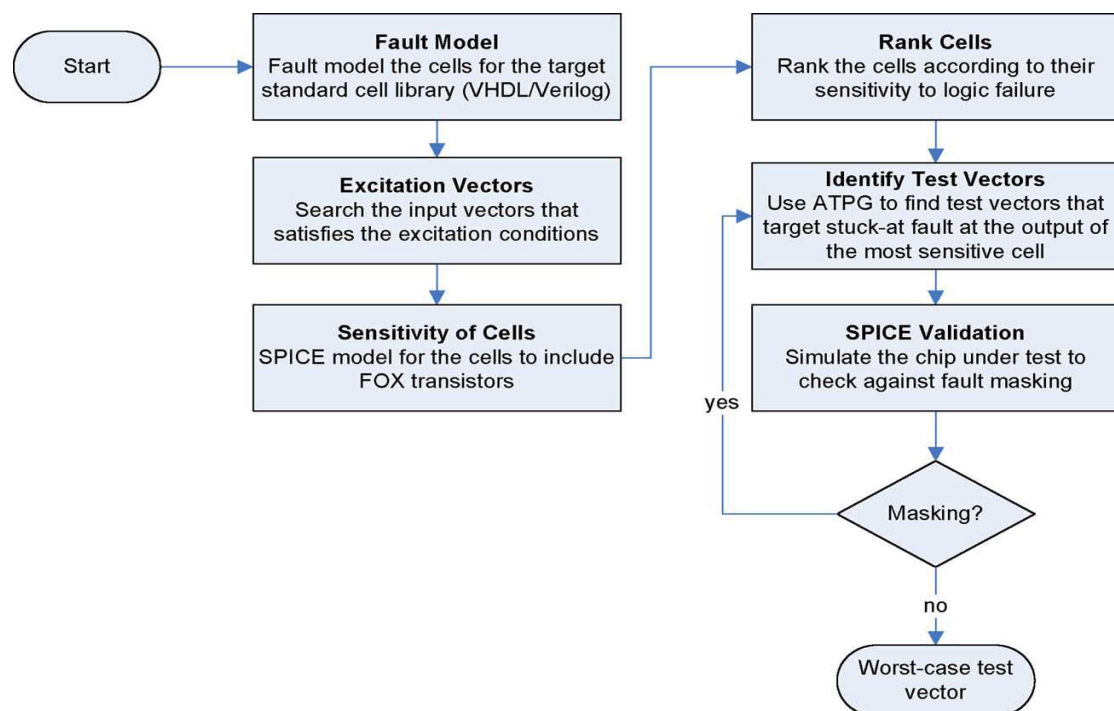 Start
Fault Model
Fault model the cells for the target
standard cell library (VHDL/Verilog)
Excitation Vectors
Search the input vectors that
satisfies the excitation conditions
Sensitivity of Cells
SPICE model for the cells to include
FOX transistors
Rank Cells
Rank the cells according to their
sensitivity to logic failure
Identify Test Vectors
Use ATPG to find test vectors that
target stuck-at fault at the output of
the most sensitive cell
SPICE Validation
Simulate the chip under test to
check against fault masking
yes
Masking?
no
Worst-case test
vector